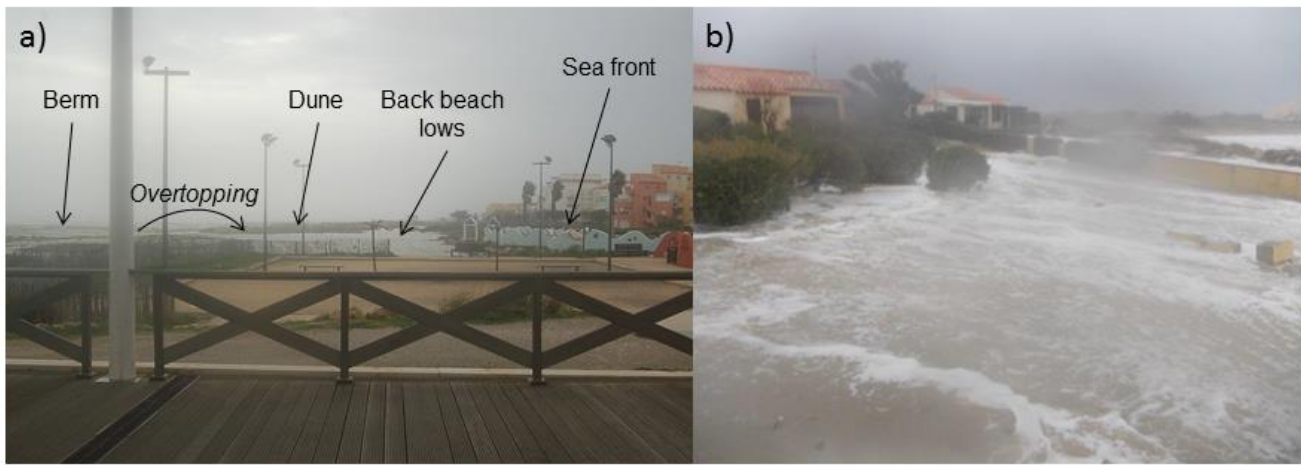 a)
Berm
Overtopping
Dune
Back beach
lows
Sea front
b)